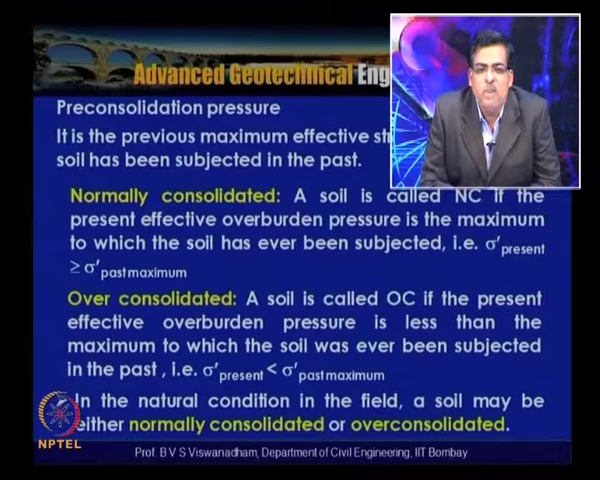 Advanced Geotechnical Eng
Preconsolidation pressure
It is the previous maximum effective
soil has been subjected in the past.
Normally consolidated: A soil is called NC if the
present effective overburden pressure is the maximum
to which the soil has ever been subjected, i.e. σ′present
≥ σ′past maximum
Over consolidated: A soil is called OC if the present
effective overburden pressure is less than the
maximum to which the soil was ever been subjected
in the past , i.e. σ′present < σ′past maximum
In the natural condition in the field, a soil may be
either normally consolidated or overconsolidated.
NPTEL
Prof. B V S Viswanadham, Department of Civil Engineering, IIT Bombay